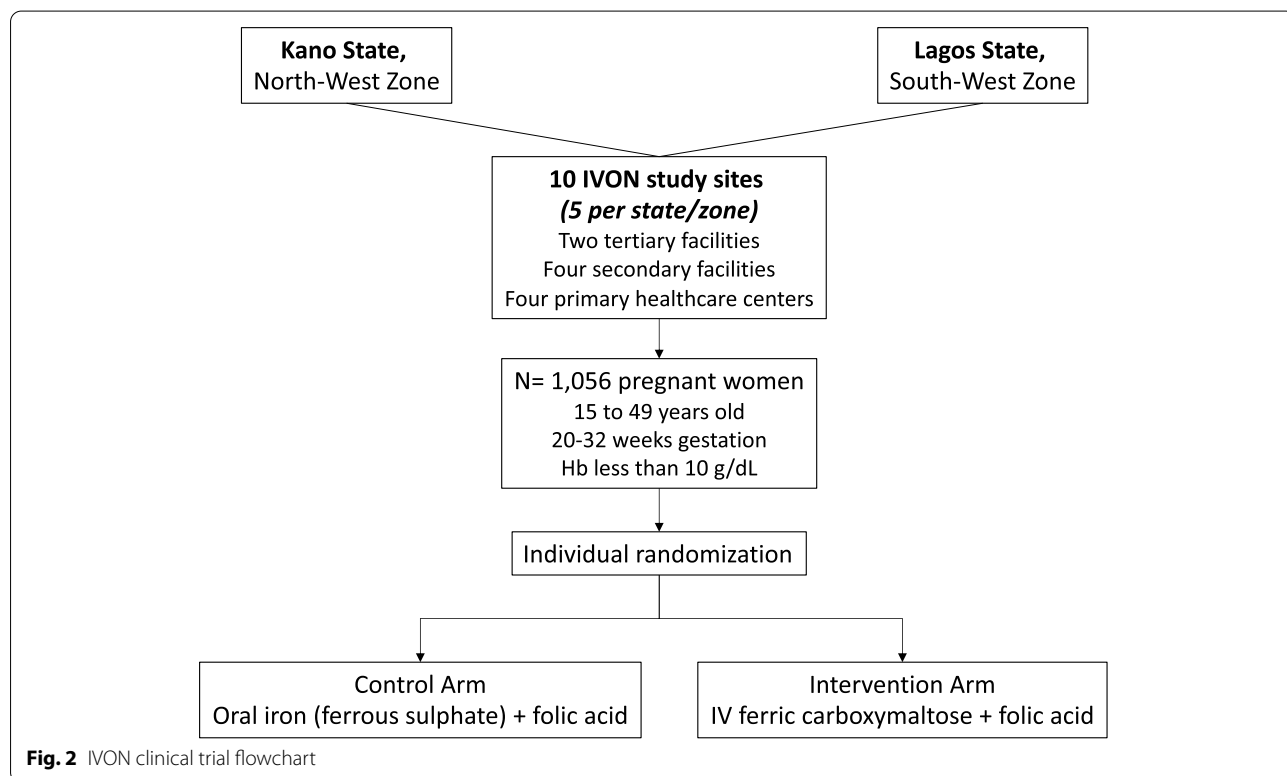 Kano State,
North-West Zone
Lagos State,
South-West Zone
10 IVON study sites
(5 per state/zone)
Two tertiary facilities
Four secondary facilities
Four primary healthcare centers
N= 1,056 pregnant women
15 to 49 years old
20-32 weeks gestation
Hb less than 10 g/dL
Individual randomization
Control Arm
Oral iron (ferrous sulphate) + folic acid
Intervention Arm
IV ferric carboxymaltose + folic acid
Fig. 2 IVON clinical trial flowchart